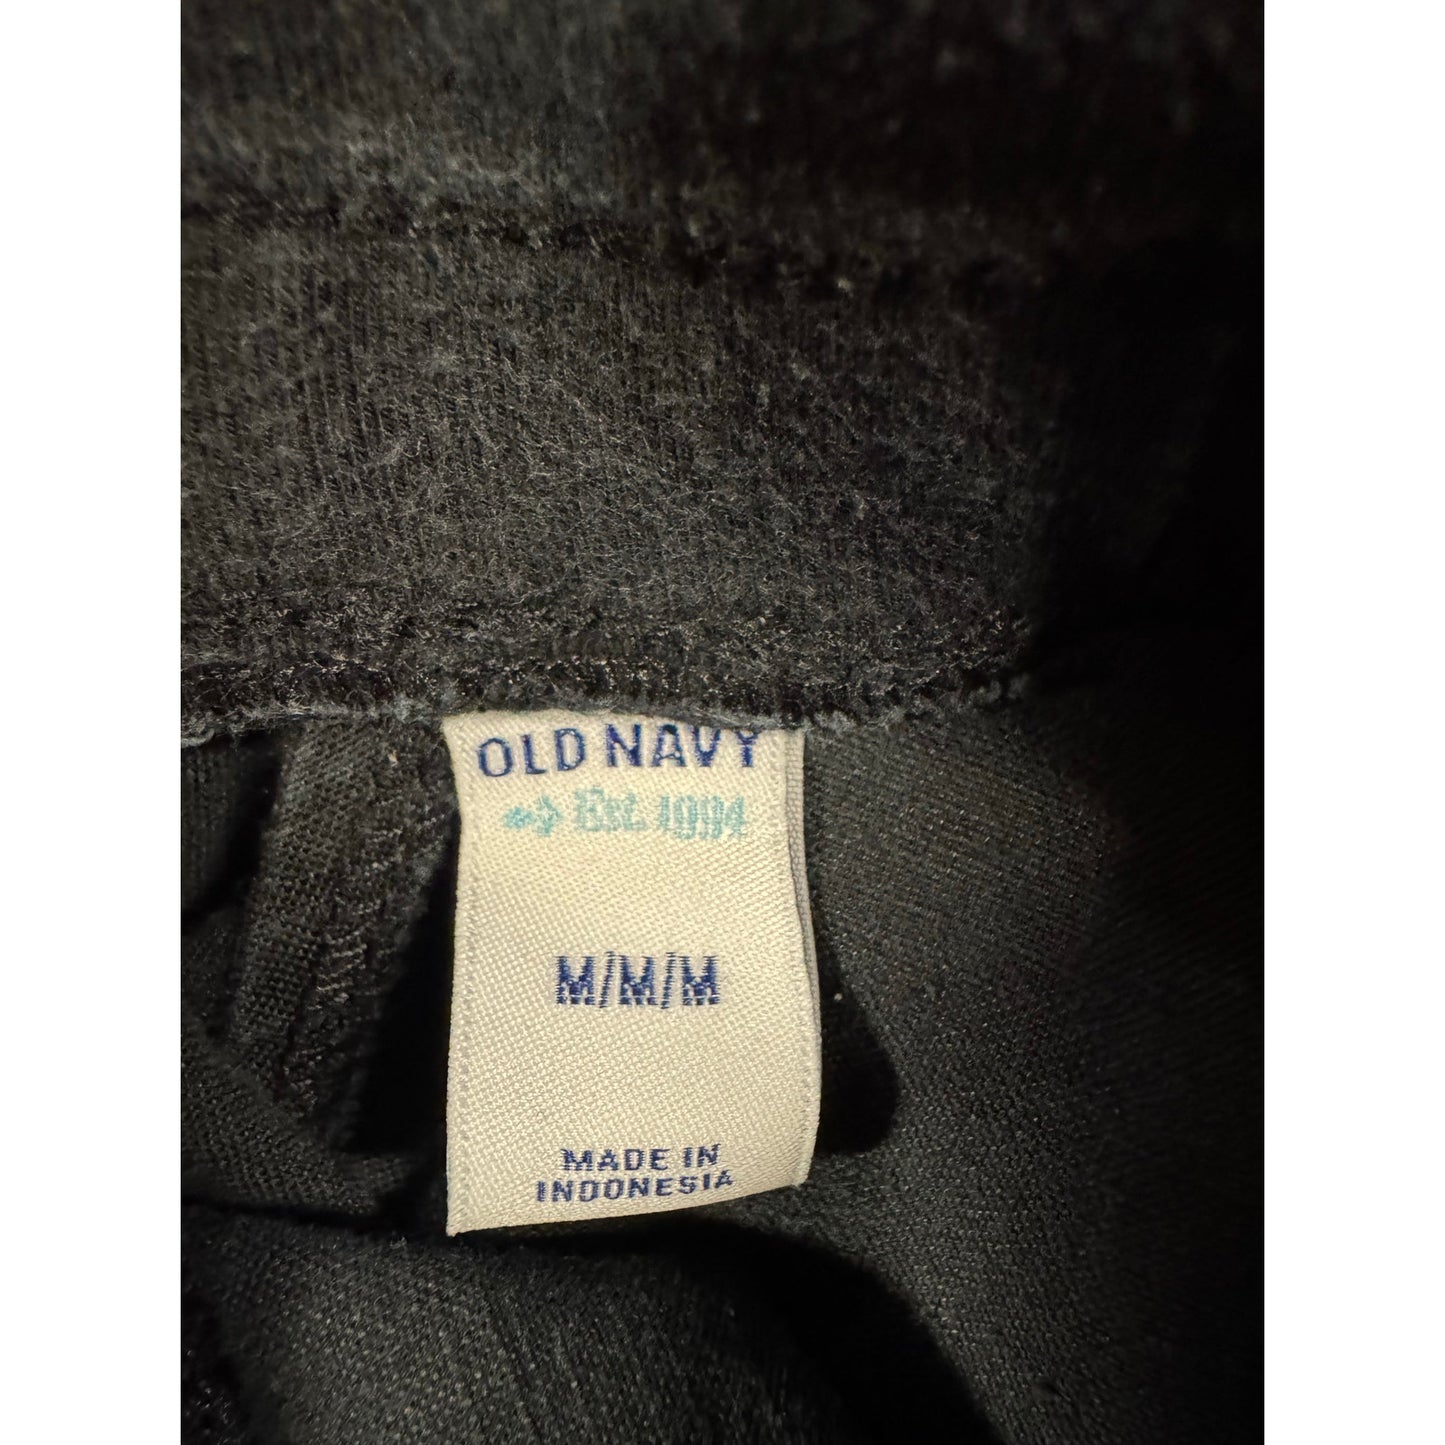 OLD NAVY
Est. 1994
M/M/M
MADE IN
INDONESIA